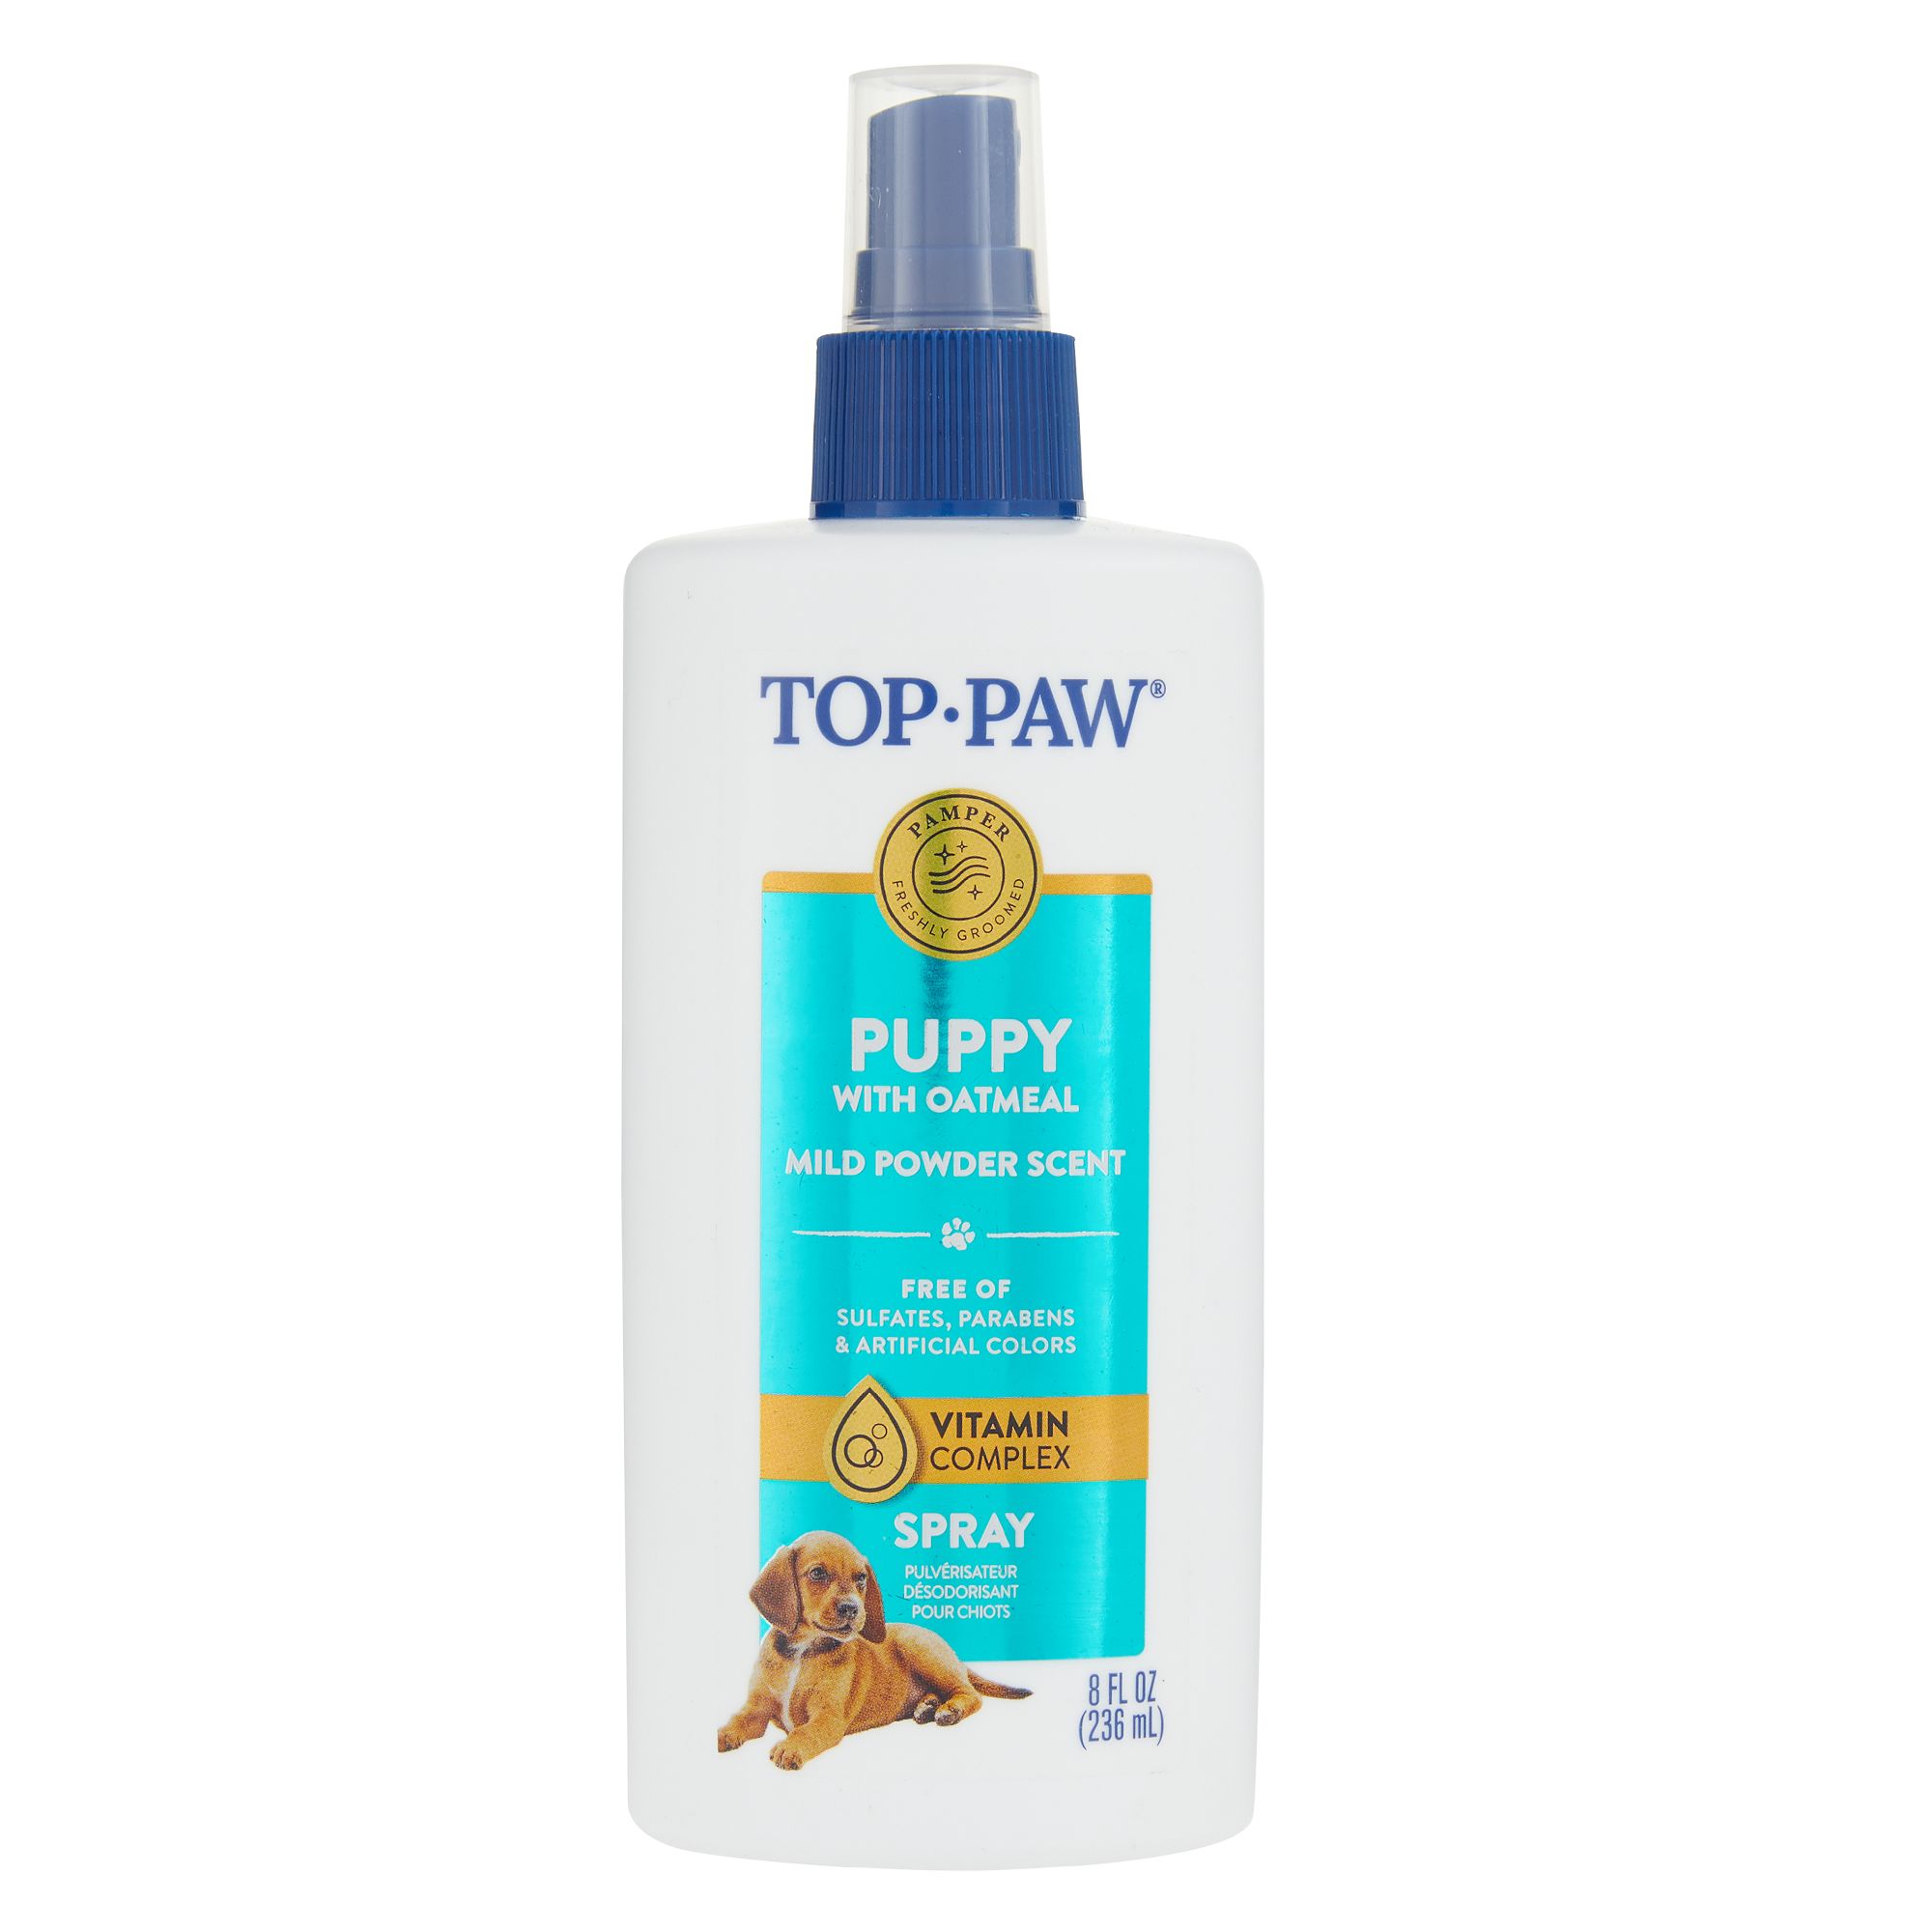 TOP•PAW®
PAMPER
FRESHLY GROOMED
PUPPY
WITH OATMEAL
MILD POWDER SCENT
FREE OF
SULFATES, PARABENS
& ARTIFICIAL COLORS
VITAMIN
COMPLEX
SPRAY
PULVÉRISATEUR
DÉSODORISANT
POUR CHIOTS
8 FL OZ
(236 mL)